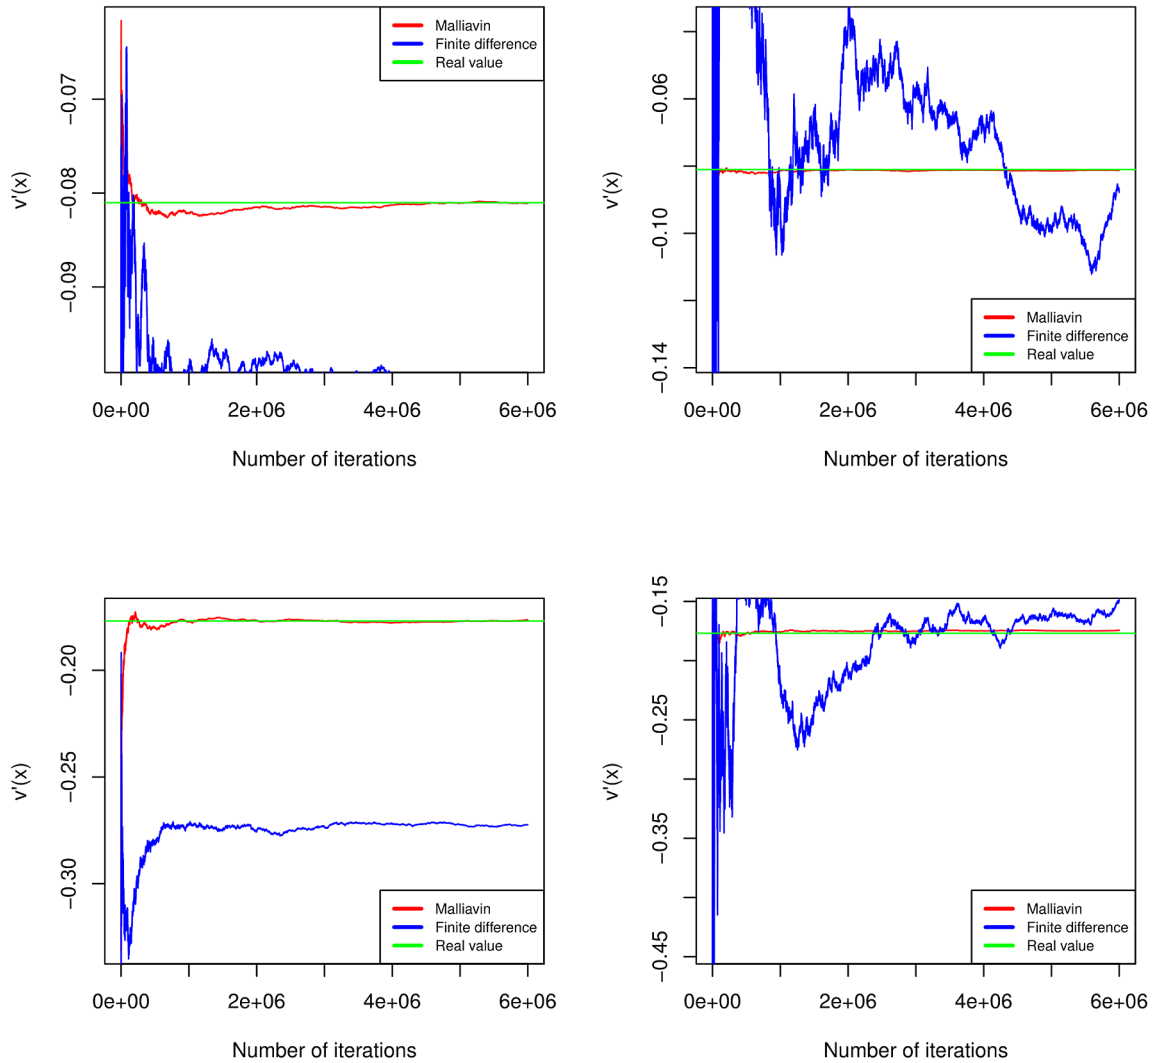 Malliavin
Finite difference
Real value
−0.07
−0.08
−0.09
v'(x)
0e+00 2e+06 4e+06 6e+06
Number of iterations
Malliavin
Finite difference
Real value
−0.06
−0.10
−0.14
v'(x)
0e+00 2e+06 4e+06 6e+06
Number of iterations
Malliavin
Finite difference
Real value
−0.20
−0.25
−0.30
v'(x)
0e+00 2e+06 4e+06 6e+06
Number of iterations
Malliavin
Finite difference
Real value
−0.15
−0.25
−0.35
−0.45
v'(x)
0e+00 2e+06 4e+06 6e+06
Number of iterations